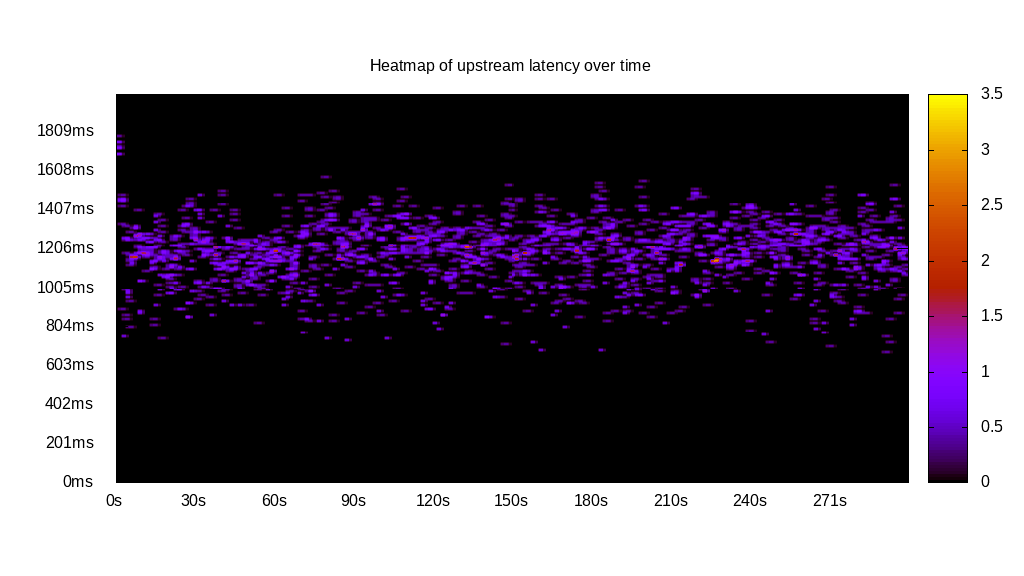 Heatmap of upstream latency over time
1809ms
1608ms
1407ms
1206ms
1005ms
804ms
603ms
402ms
201ms
0ms
0s 30s 60s 90s 120s 150s 180s 210s 240s 271s
3.5
3
2.5
2
1.5
1
0.5
0